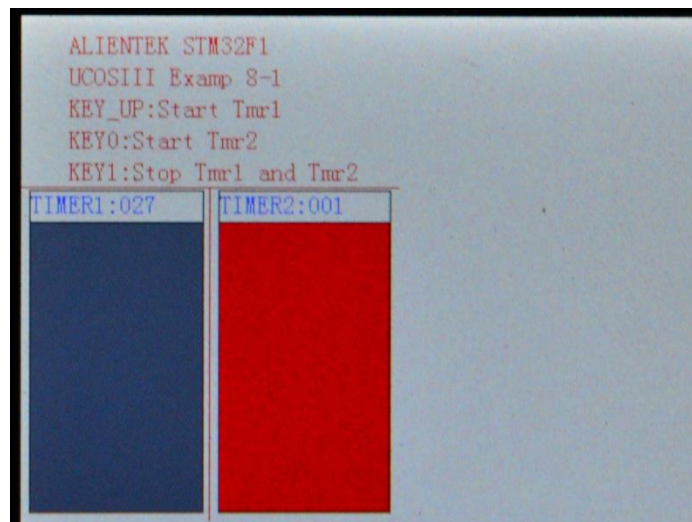 ALIENTEK STM32F1
UCOSIII Examp 8-1
KEY_UP:Start Tmr1
KEY0:Start Tmr2
KEY1:Stop Tmr1 and Tmr2
TIMER1:027
TIMER2:001